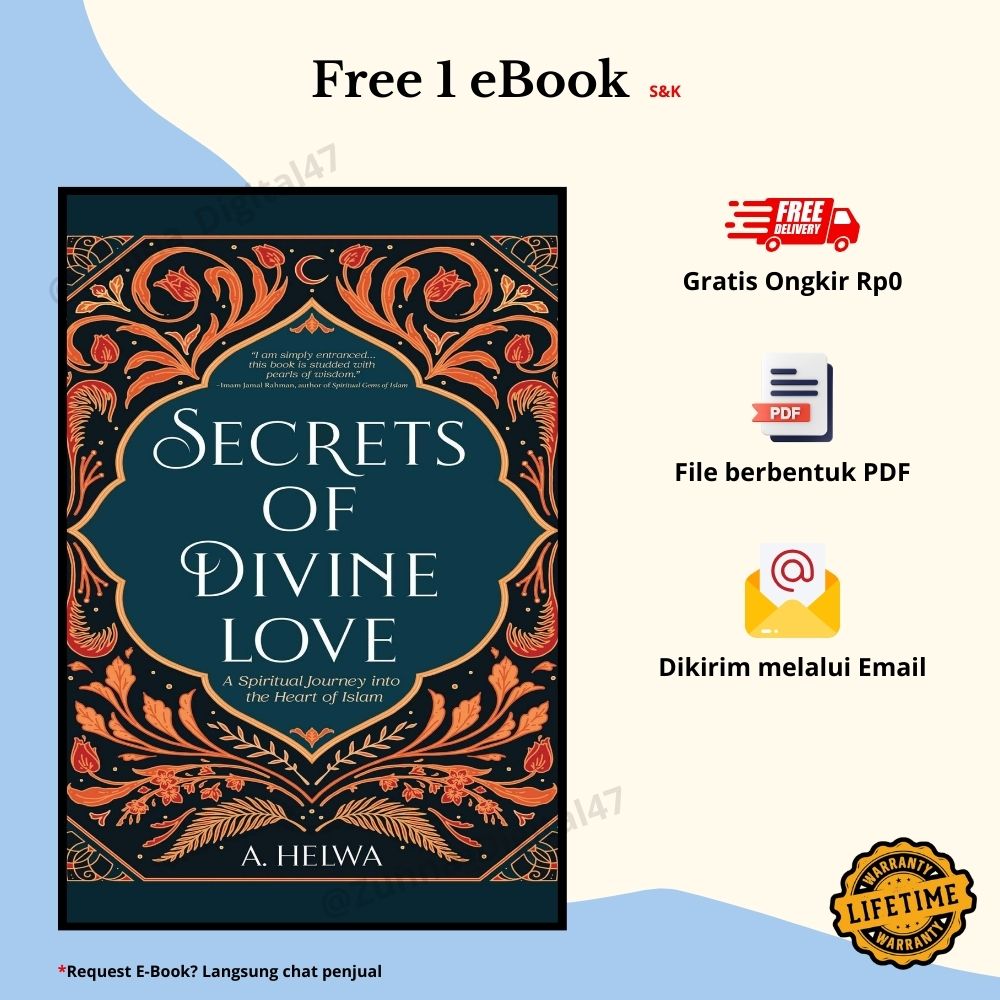 Free 1 eBook S&K
FREE
DELIVERY
Gratis Ongkir Rp0
PDF
File berbentuk PDF
@
Dikirim melalui Email
"I am simply entranced...
this book is studded with
pearls of wisdom."
–Imam Jamal Rahman, author of Spiritual Gems of Islam
SECRETS
OF
DIVINE
LOVE
A Spiritual Journey into
the Heart of Islam
A. HELWA
WARRANTY
LIFETIME
WARRANTY
*Request E-Book? Langsung chat penjual